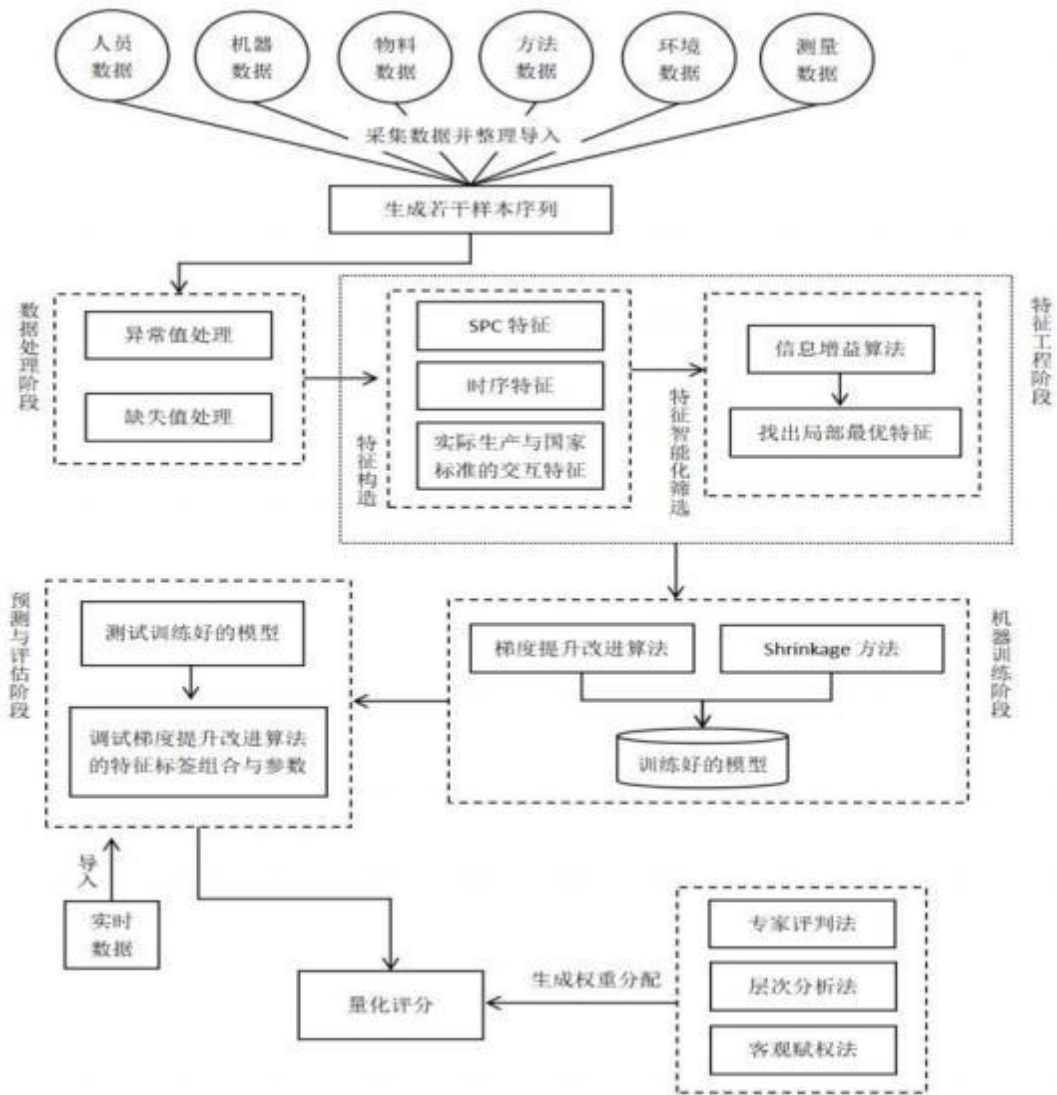 人员
数据
机器
数据
物料
数据
方法
数据
环境
数据
测量
数据
采集数据并整理导入
生成若干样本序列
数据处理阶段
异常值处理
缺失值处理
特征构造
SPC 特征
时序特征
实际生产与国家
标准的交互特征
特征智能化筛选
信息增益算法
找出局部最优特征
特征工程阶段
预测与评估阶段
测试训练好的模型
调试梯度提升改进算法
的特征标签组合与参数
梯度提升改进算法
Shrinkage 方法
训练好的模型
机器训练阶段
导入
实时
数据
量化评分
生成权重分配
专家评判法
层次分析法
客观赋权法